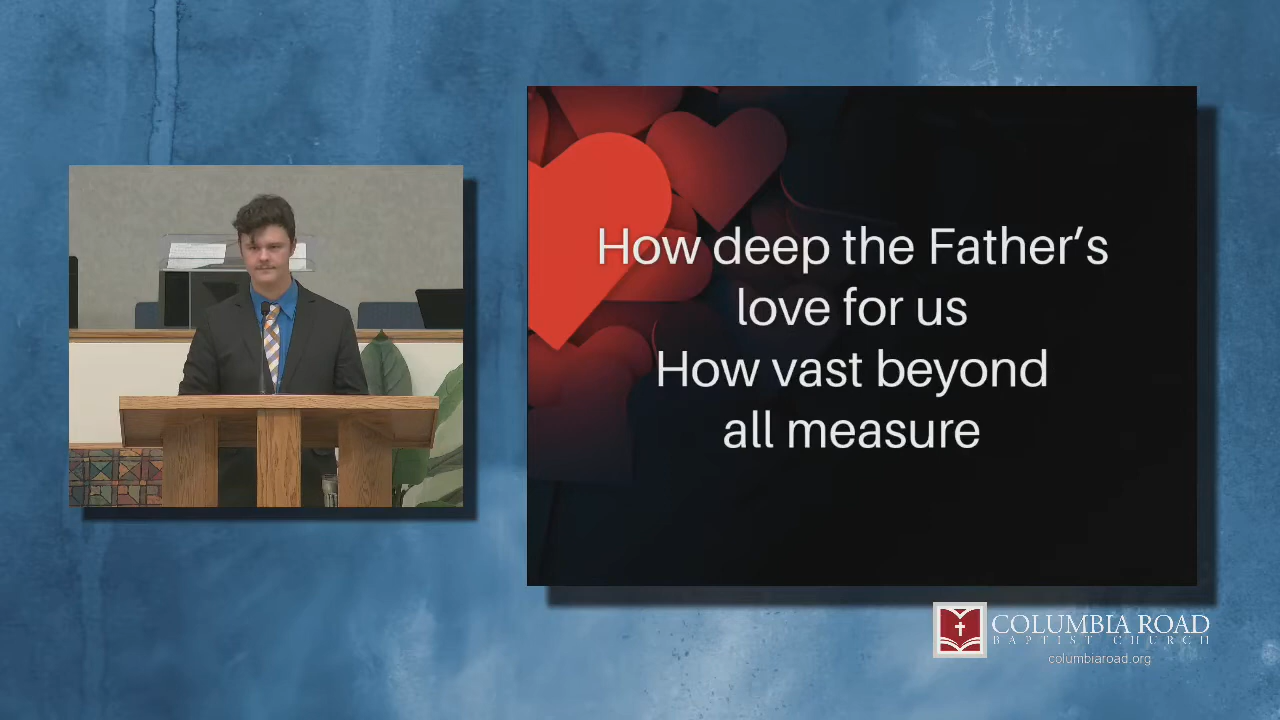 How deep the Father’s
love for us
How vast beyond
all measure
COLUMBIA ROAD
BAPTIST CHURCH
columbiaroad.org